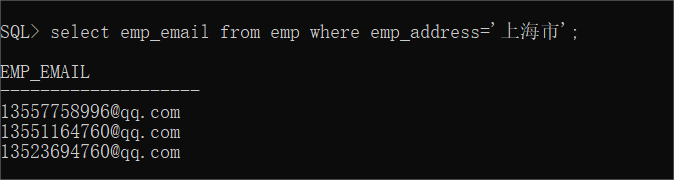 SQL> select emp_email from emp where emp_address='上海市';
EMP_EMAIL
--------------------
13557758996@qq.com
13551164760@qq.com
13523694760@qq.com